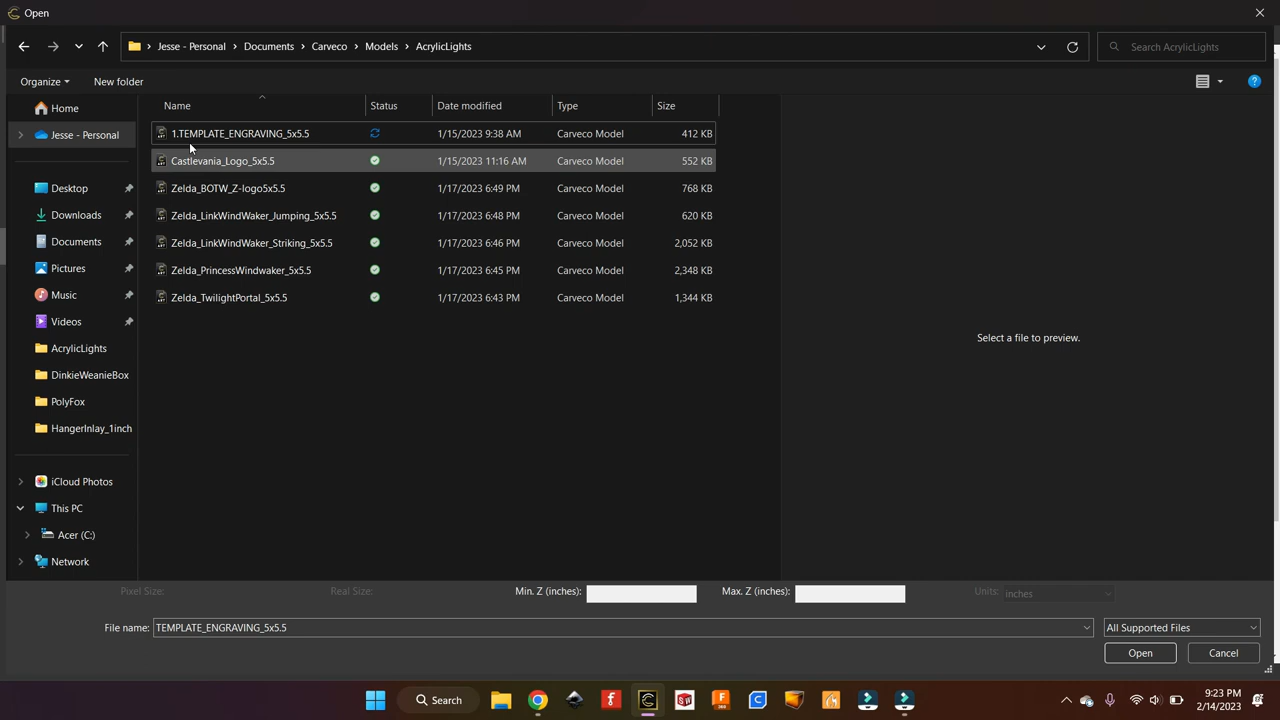 Open
Jesse - Personal > Documents > Carveco > Models > AcrylicLights
Search AcrylicLights
Organize
New folder
Name Status Date modified Type Size
1.TEMPLATE_ENGRAVING_5x5.5 1/15/2023 9:38 AM Carveco Model 412 KB
Castlevania_Logo_5x5.5 1/15/2023 11:16 AM Carveco Model 552 KB
Zelda_BOTW_Z-logo5x5.5 1/17/2023 6:49 PM Carveco Model 768 KB
Zelda_LinkWindWaker_Jumping_5x5.5 1/17/2023 6:48 PM Carveco Model 620 KB
Zelda_LinkWindWaker_Striking_5x5.5 1/17/2023 6:46 PM Carveco Model 2,052 KB
Zelda_PrincessWindwaker_5x5.5 1/17/2023 6:45 PM Carveco Model 2,348 KB
Zelda_TwilightPortal_5x5.5 1/17/2023 6:43 PM Carveco Model 1,344 KB
Home
Jesse - Personal
Desktop
Downloads
Documents
Pictures
Music
Videos
AcrylicLights
DinkieWeanieBox
PolyFox
HangerInlay_1inch
iCloud Photos
This PC
Acer (C:)
Network
Select a file to preview.
Pixel Size: Real Size: Min. Z (inches): Max. Z (inches): Units: inches
File name: TEMPLATE_ENGRAVING_5x5.5 All Supported Files
Open Cancel
Search
9:23 PM
2/14/2023